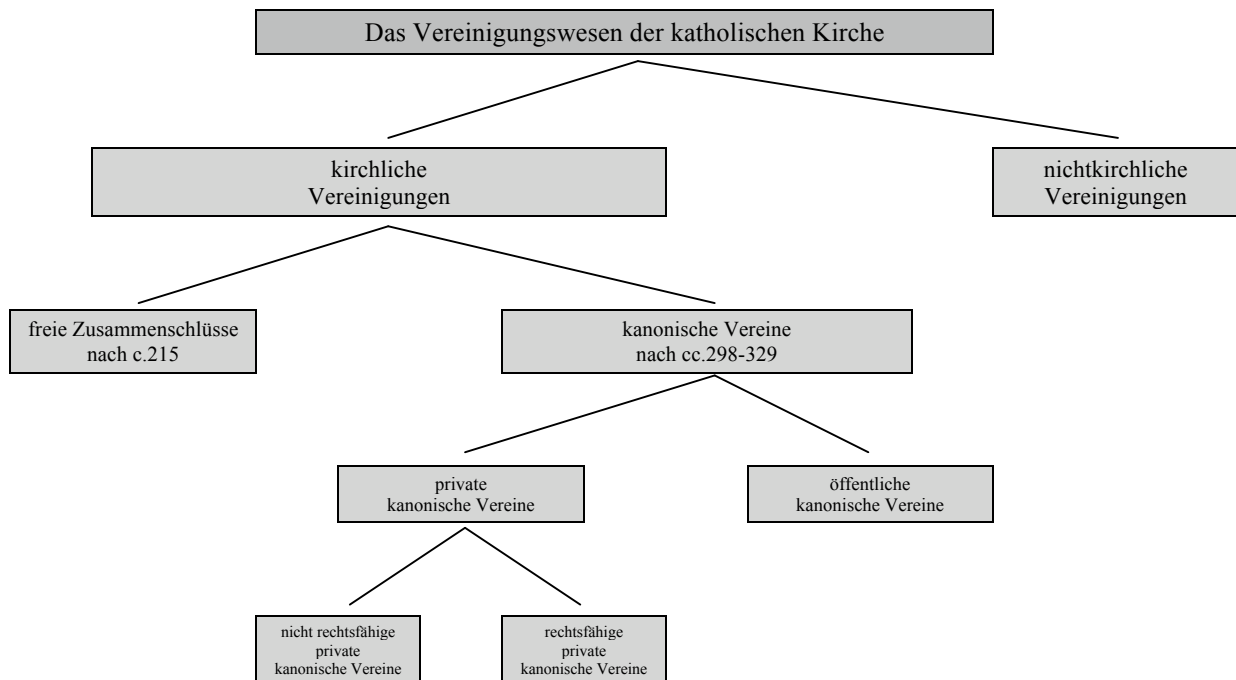 Das Vereinigungswesen der katholischen Kirche
kirchliche
Vereinigungen
nichtkirchliche
Vereinigungen
freie Zusammenschlüsse
nach c.215
kanonische Vereine
nach cc.298-329
private
kanonische Vereine
öffentliche
kanonische Vereine
nicht rechtsfähige
private
kanonische Vereine
rechtsfähige
private
kanonische Vereine